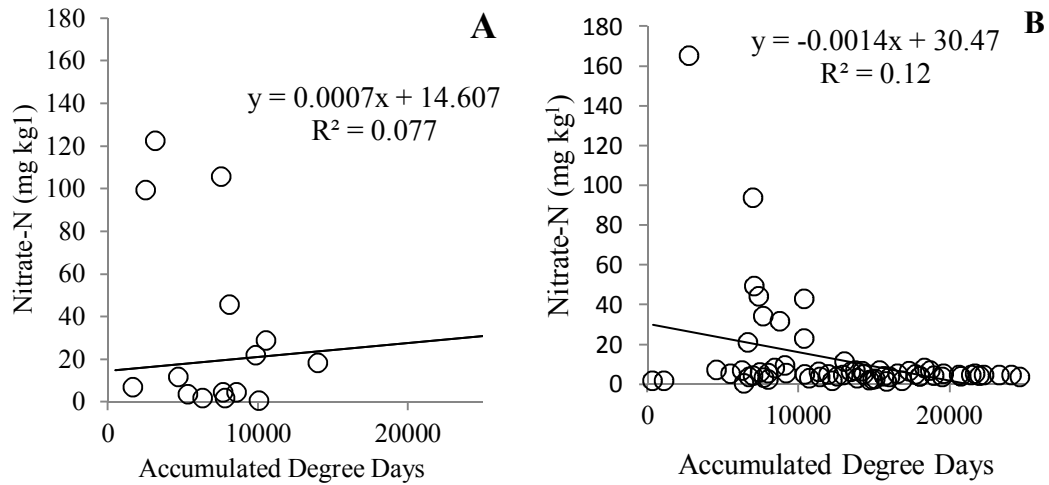 A
y = 0.0007x + 14.607
R² = 0.077
180
160
140
120
100
80
60
40
20
0
0 10000 20000
Nitrate-N (mg kg1)
Accumulated Degree Days
B
y = -0.0014x + 30.47
R² = 0.12
180
160
140
120
100
80
60
40
20
0
0 10000 20000
Nitrate-N (mg kg¹)
Accumulated Degree Days